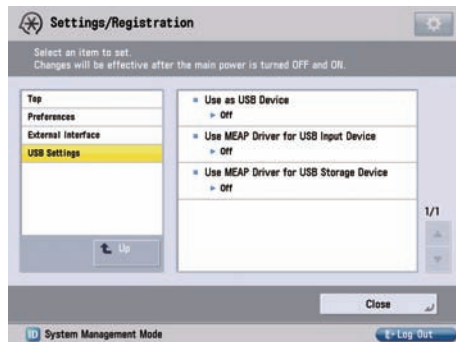 Settings/Registration
Select an item to set.
Changes will be effective after the main power is turned OFF and ON.
Top
Preferences
External Interface
USB Settings
Up
Use as USB Device
Off
Use MEAP Driver for USB Input Device
Off
Use MEAP Driver for USB Storage Device
Off
1/1
Close
ID System Management Mode
Log Out